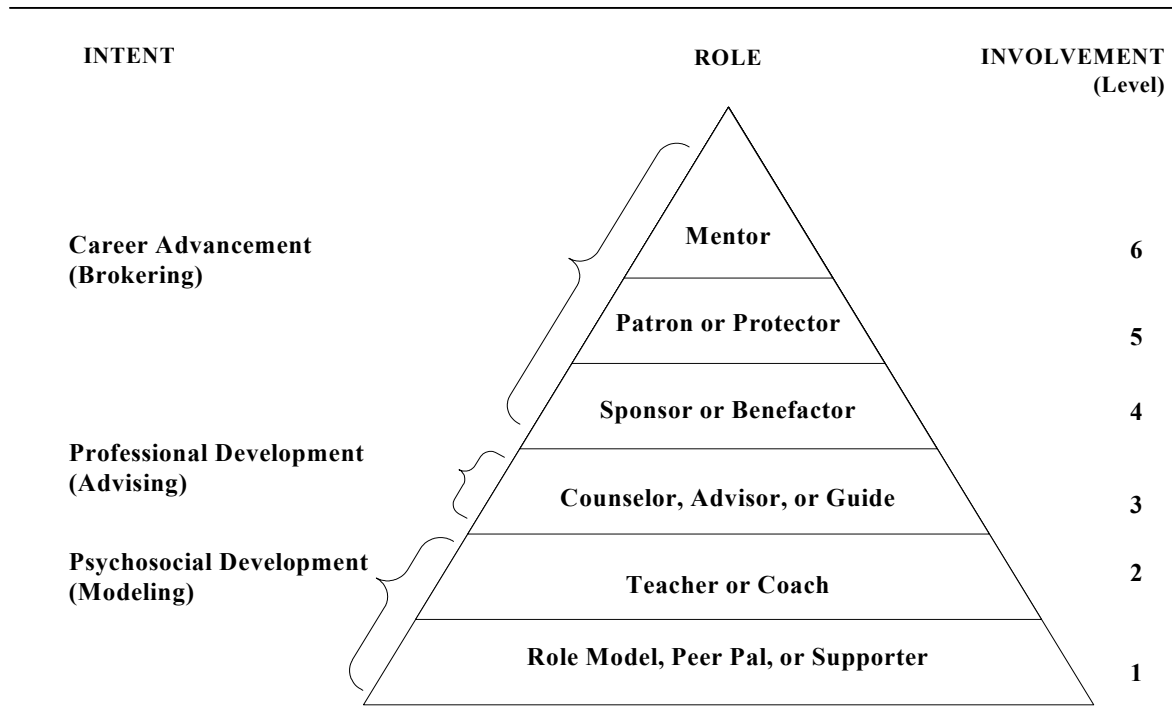 INTENT
ROLE
INVOLVEMENT
(Level)
Career Advancement
(Brokering)
Mentor
6
Patron or Protector
5
Sponsor or Benefactor
4
Professional Development
(Advising)
Counselor, Advisor, or Guide
3
Psychosocial Development
(Modeling)
Teacher or Coach
2
Role Model, Peer Pal, or Supporter
1